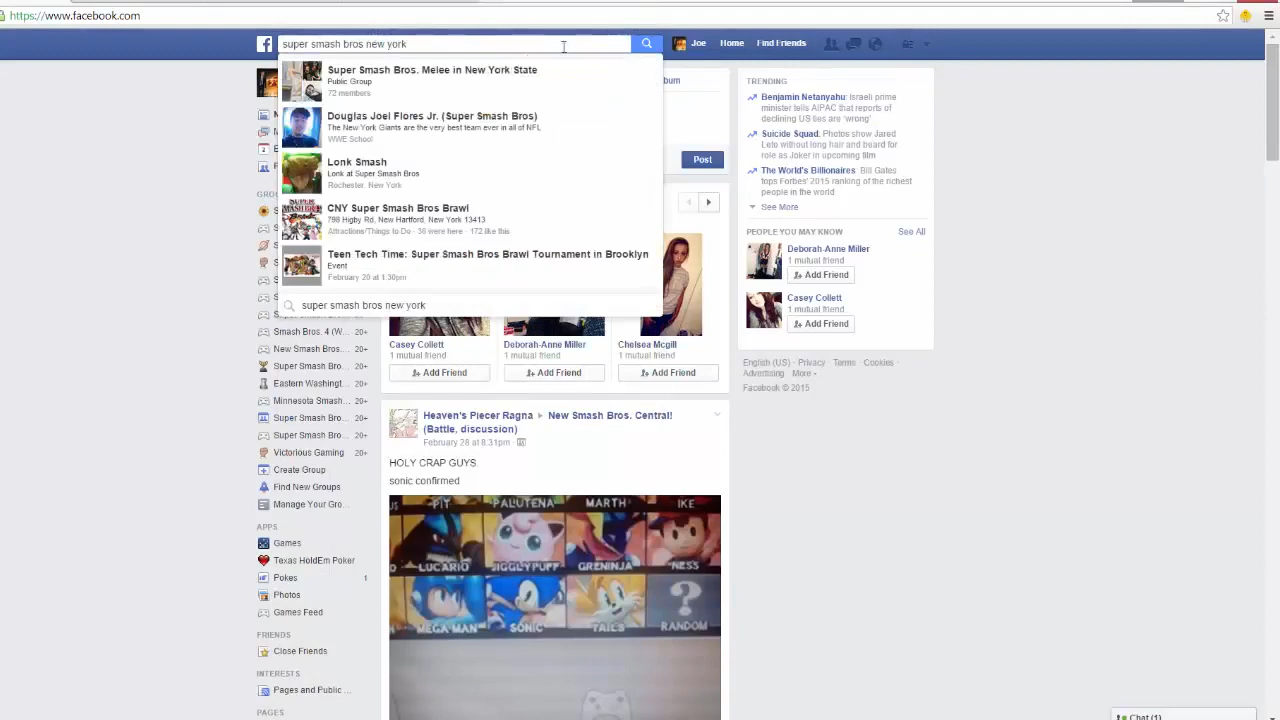 https://www.facebook.com
super smash bros new york
Joe
Home
Find Friends
Super Smash Bros. Melee in New York State
Public Group
72 members
Douglas Joel Flores Jr. (Super Smash Bros)
The New York Giants are the very best team ever in all of NFL
WWE School
Lonk Smash
Lonk at Super Smash Bros
Rochester, New York
CNY Super Smash Bros Brawl
798 Higby Rd, New Hartford, New York 13413
Attractions/Things to Do · 36 were here · 172 like this
Teen Tech Time: Super Smash Bros Brawl Tournament in Brooklyn
Event
February 20 at 1:30pm
super smash bros new york
Post
Casey Collett
1 mutual friend
Add Friend
Deborah-Anne Miller
1 mutual friend
Add Friend
Chelsea Mcgill
1 mutual friend
Add Friend
Heaven's Piecer Ragna ▸ New Smash Bros. Central!
(Battle, discussion)
February 28 at 8:31pm ·
HOLY CRAP GUYS.
sonic confirmed
PIT PALUTENA MARTH IKE
LUCARIO JIGGLYPUFF GRENINJA NESS
MEGA MAN SONIC TAILS RANDOM
Smash Bros. 4 (W... 20+
New Smash Bros.... 20+
Super Smash Bro... 20+
Eastern Washingt... 20+
Minnesota Smash... 20+
Super Smash Bro... 20+
Super Smash Bro... 20+
Victorious Gaming 20+
Create Group
Find New Groups
Manage Your Gro...
APPS
Games
Texas HoldEm Poker
Pokes 1
Photos
Games Feed
FRIENDS
Close Friends
INTERESTS
Pages and Public ...
PAGES
TRENDING
Benjamin Netanyahu: Israeli prime
minister tells AIPAC that reports of
declining US ties are 'wrong'
Suicide Squad: Photos show Jared
Leto without long hair and beard for
role as Joker in upcoming film
The World's Billionaires: Bill Gates
tops Forbes' 2015 ranking of the richest
people in the world
See More
PEOPLE YOU MAY KNOW See All
Deborah-Anne Miller
1 mutual friend
Add Friend
Casey Collett
1 mutual friend
Add Friend
English (US) · Privacy · Terms · Cookies ·
Advertising · More
Facebook © 2015
Chat (1)